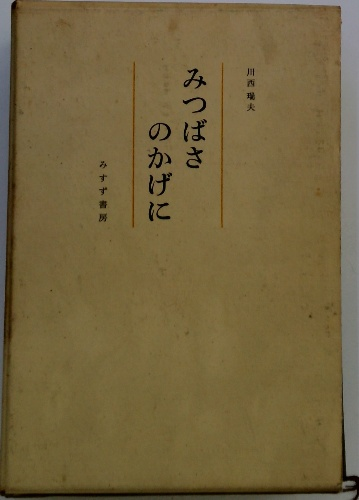 川西 瑞夫
みつばさ
のかげに
みすず書房